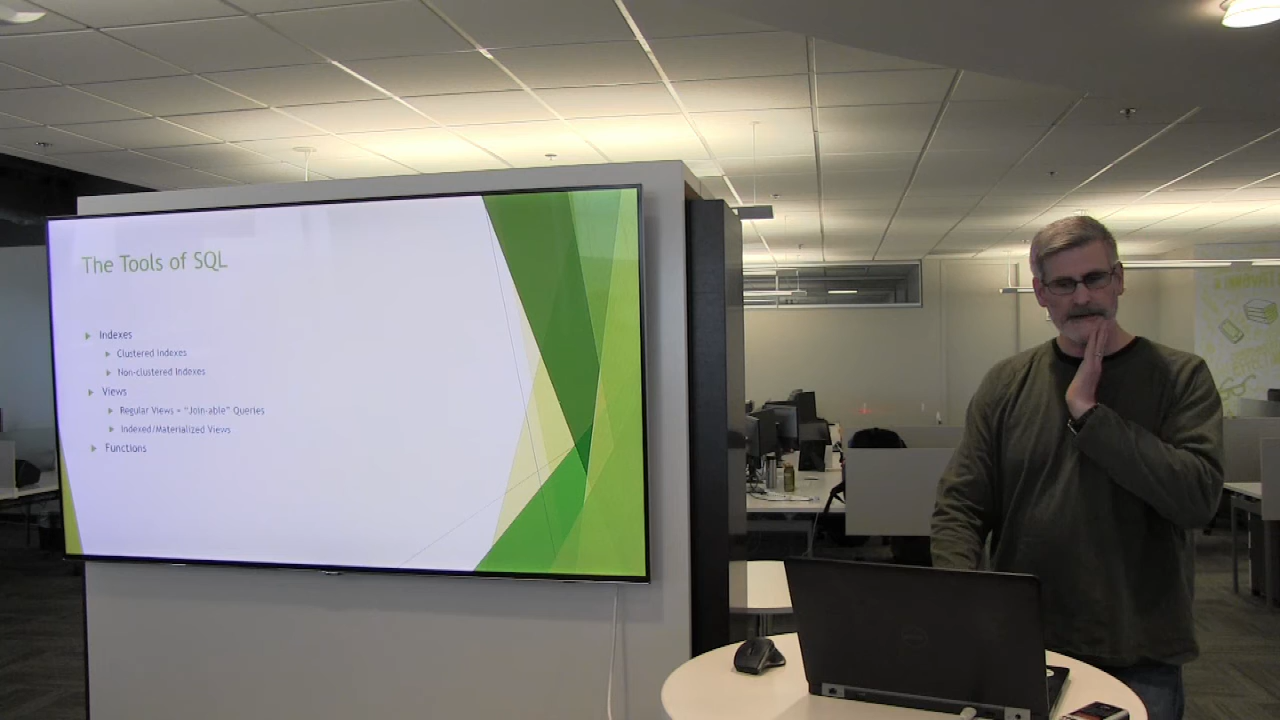 The Tools of SQL
Indexes
Clustered Indexes
Non-clustered Indexes
Views
Regular Views = "Join-able" Queries
Indexed/Materialized Views
Functions